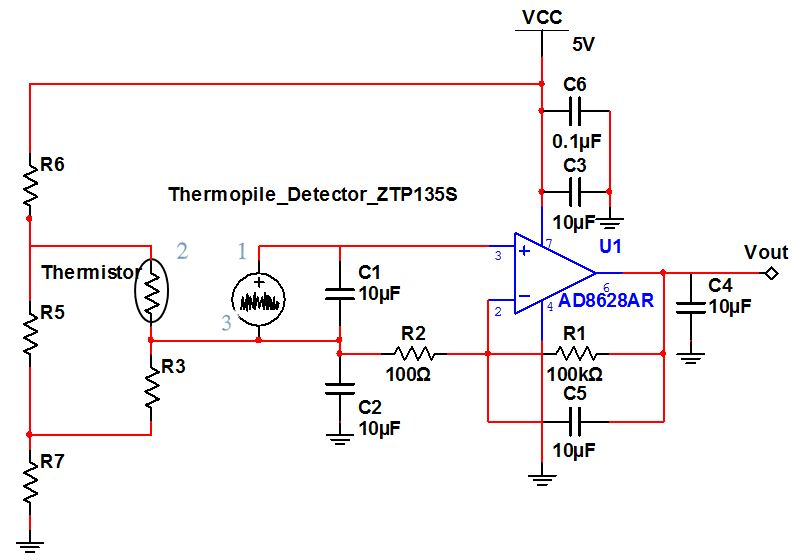 VCC
5V
C6
0.1µF
R6
C3
Thermopile_Detector_ZTP135S
10µF
2
1
7
U1
3
Vout
Thermistor
C1
C4
6
10µF
AD8628AR
10µF
2
4
R5
3
R2
R1
R3
100Ω
100kΩ
C5
C2
10µF
10µF
R7